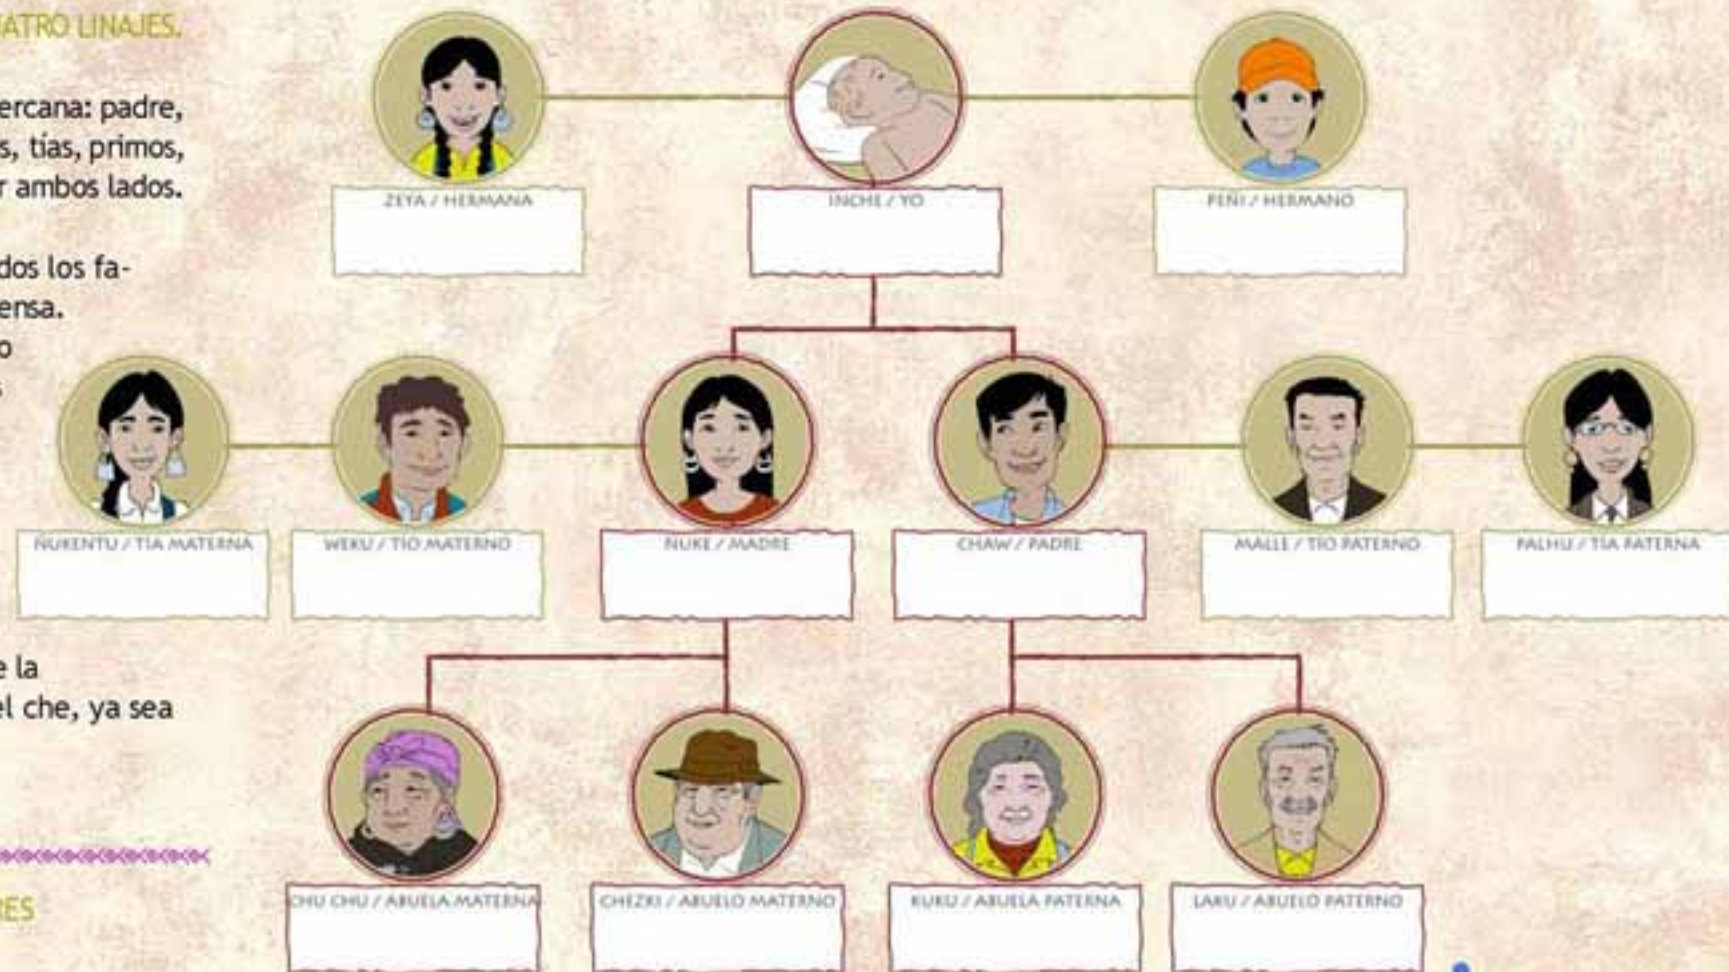 ATRO LINAJES.
ercana: padre,
s, tías, primos,
r ambos lados.
dos los fa-
ensa.
o
s
e la
el che, ya sea
RES
ZEYA / HERMANA
INCHE / YO
PEÑI / HERMANO
ÑUKENTU / TÍA MATERNA
WEKU / TÍO MATERNO
ÑUKE / MADRE
CHAW / PADRE
MALLE / TÍO PATERNO
PALHU / TÍA PATERNA
CHU CHU / ABUELA MATERNA
CHEZKI / ABUELO MATERNO
KUKU / ABUELA PATERNA
LAKU / ABUELO PATERNO